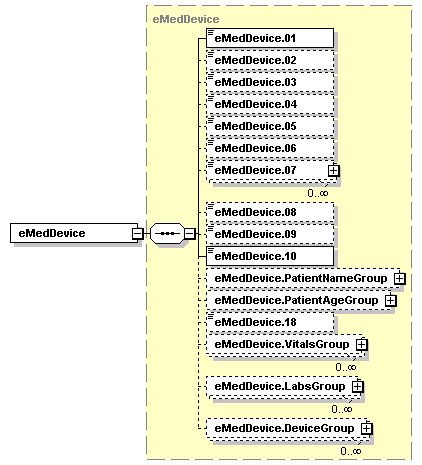 eMedDevice
eMedDevice.01
eMedDevice.02
eMedDevice.03
eMedDevice.04
eMedDevice.05
eMedDevice.06
eMedDevice.07
0..∞
eMedDevice.08
eMedDevice
eMedDevice.09
eMedDevice.10
eMedDevice.PatientNameGroup
eMedDevice.PatientAgeGroup
eMedDevice.18
eMedDevice.VitalsGroup
0..∞
eMedDevice.LabsGroup
0..∞
eMedDevice.DeviceGroup
0..∞